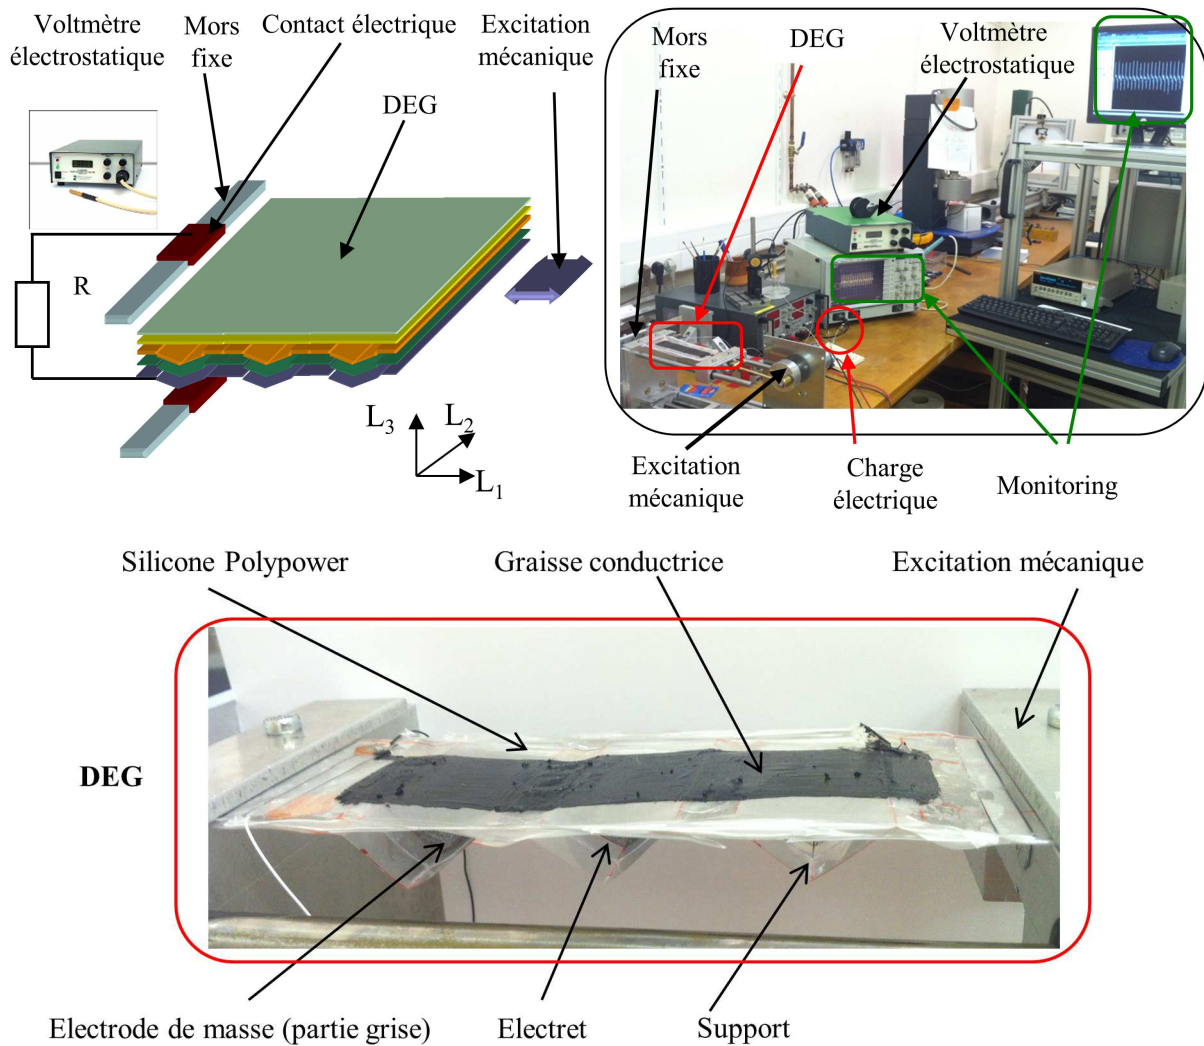 Voltmètre
électrostatique
Mors
fixe
Contact électrique
Excitation
mécanique
DEG
R
L3
L2
L1
Mors
fixe
DEG
Voltmètre
électrostatique
Excitation
mécanique
Charge
électrique
Monitoring
Silicone Polypower
Graisse conductrice
Excitation mécanique
DEG
Electrode de masse (partie grise)
Electret
Support